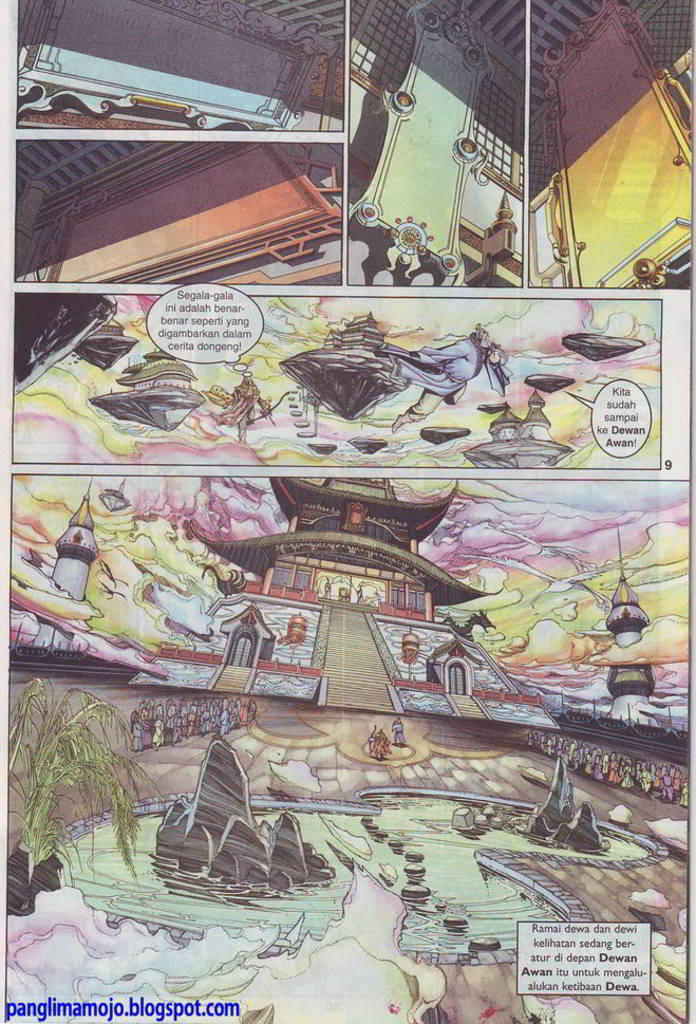 Segala-gala
ini adalah benar-
benar seperti yang
digambarkan dalam
cerita dongeng!
Kita
sudah
sampai
ke Dewan
Awan!
9
Ramai dewa dan dewi
kelihatan sedang ber-
atur di depan Dewan
Awan itu untuk mengalu-
alukan ketibaan Dewa.
panglimamojo.blogspot.com